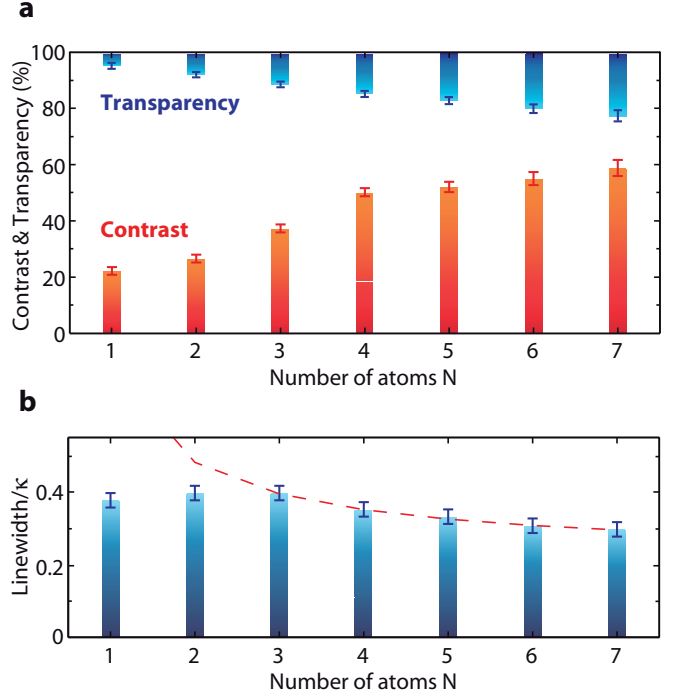 a
Contrast & Transparency (%)
100
80
60
40
20
0
Transparency
Contrast
1 2 3 4 5 6 7
Number of atoms N
b
Linewidth/κ
0.4
0.2
0
1 2 3 4 5 6 7
Number of atoms N